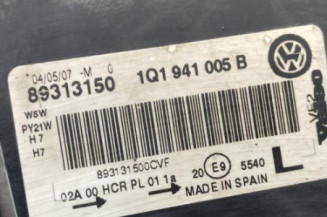 04/05/07 -M 0
89313150 1Q1 941 005 B
W5W
PY21W
H7
H7
893131500CVF
02A 00 HCR PL 01 1a 20 E9 5540 L
MADE IN SPAIN